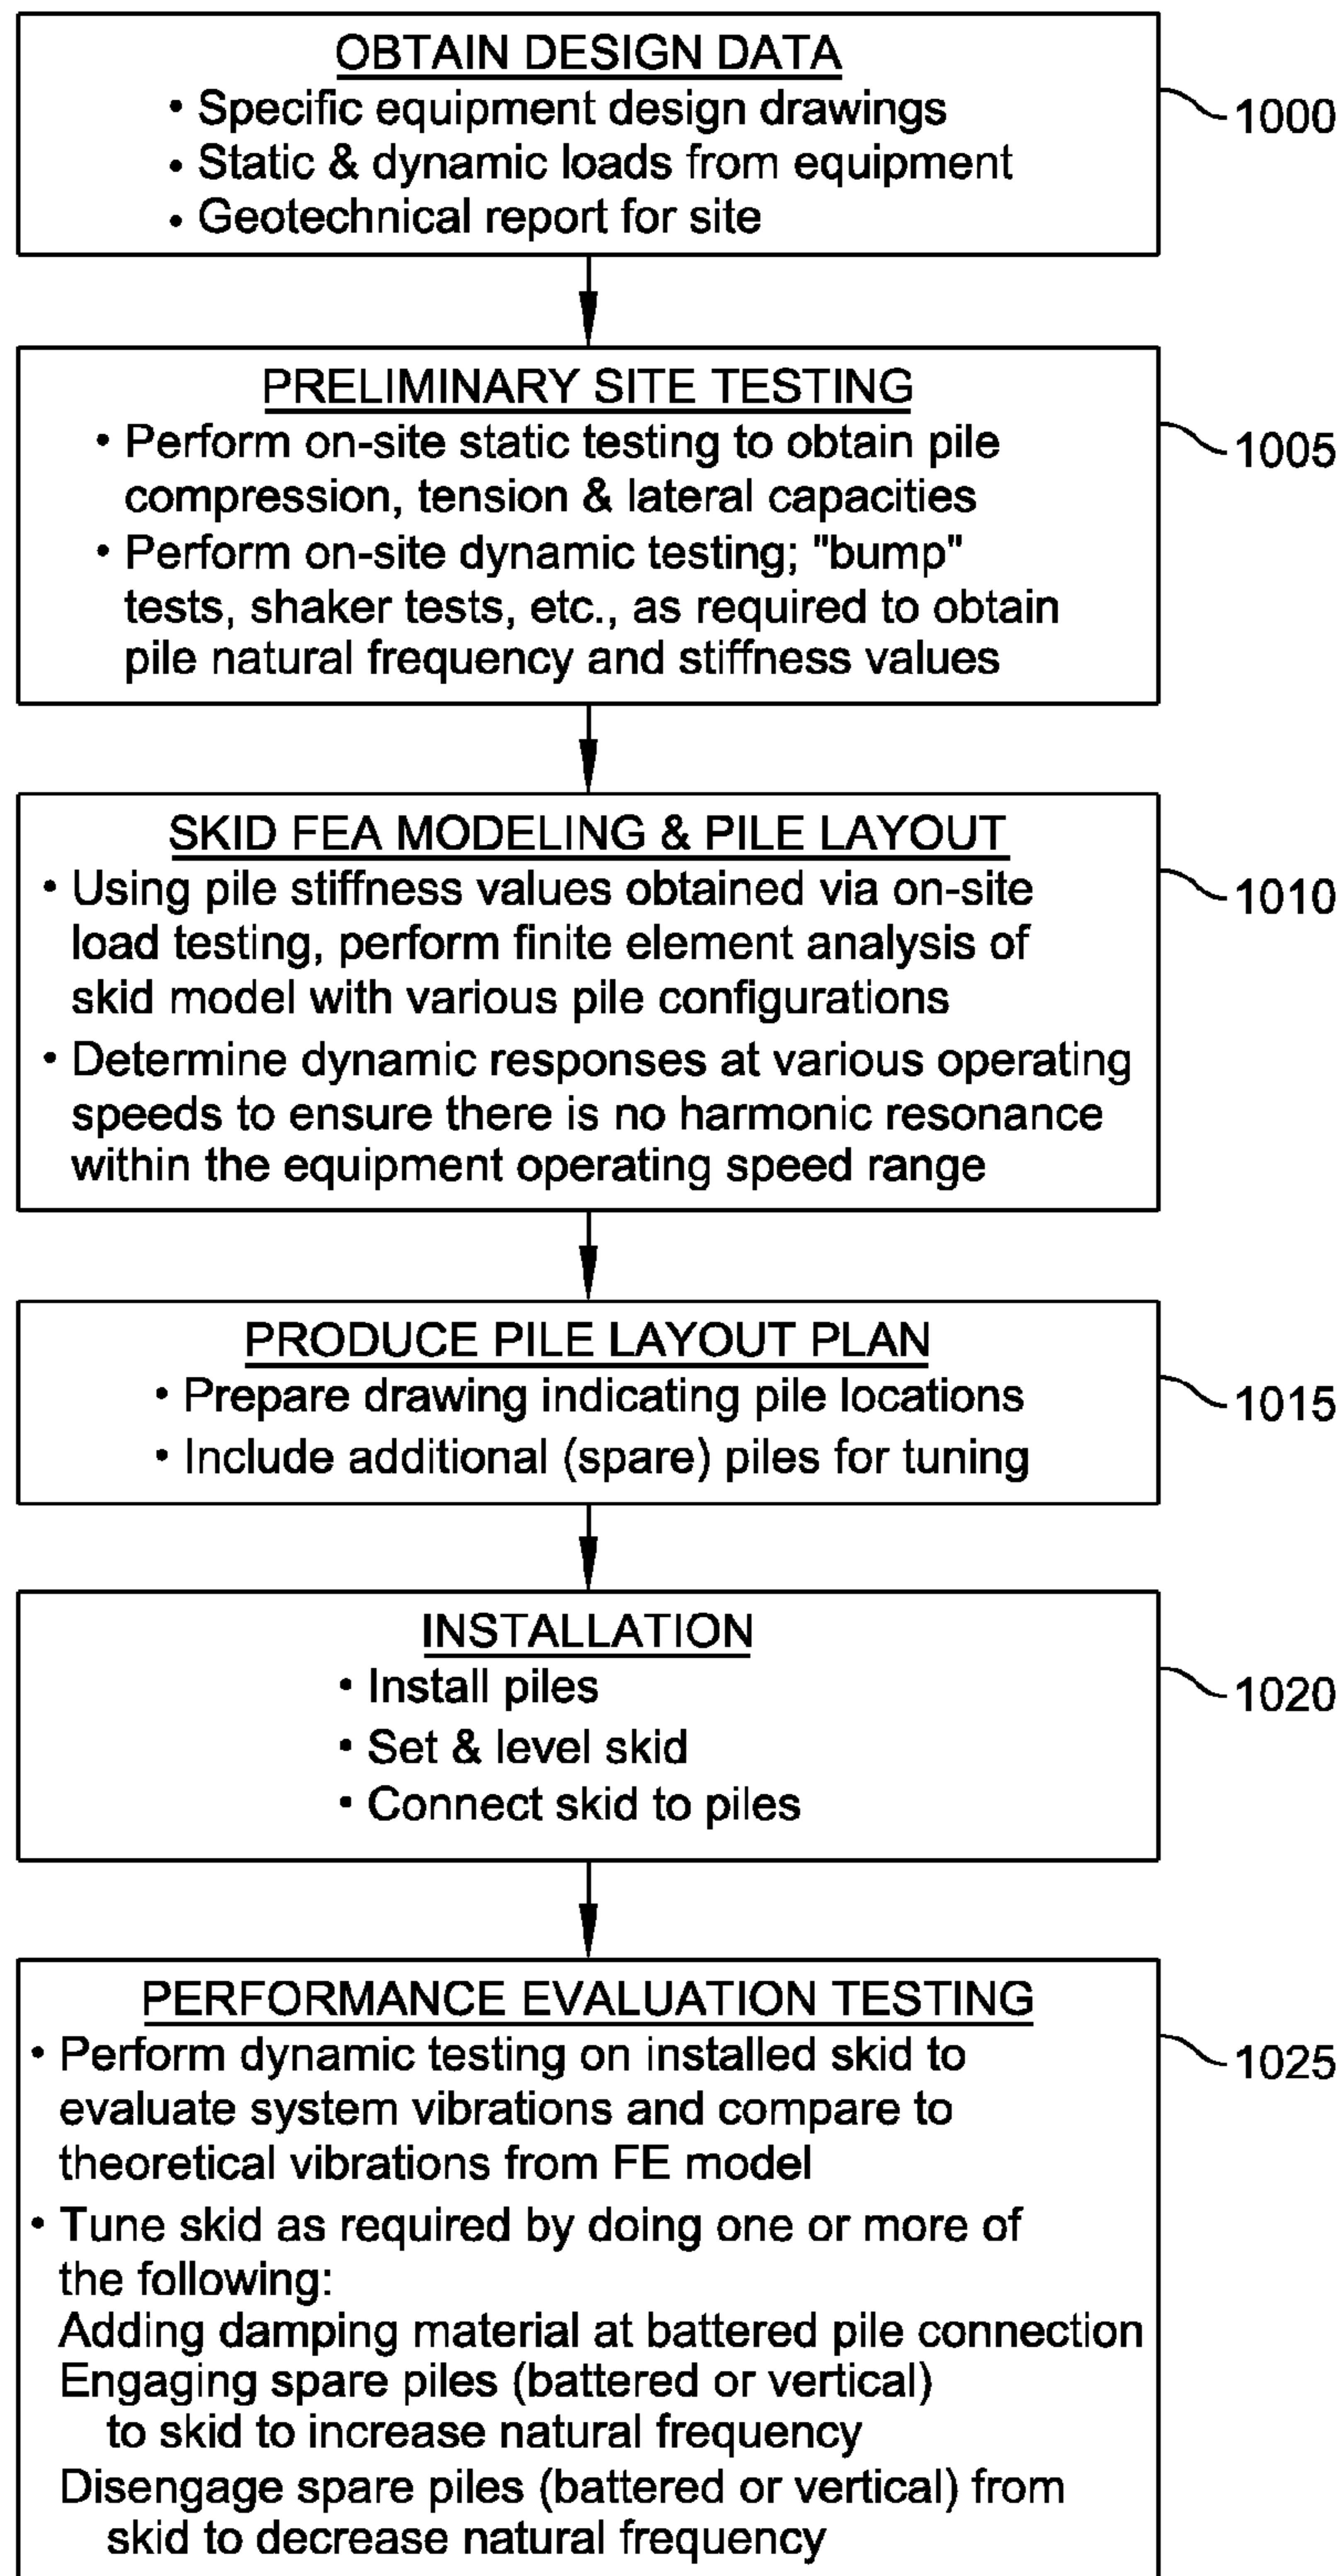 OBTAIN DESIGN DATA
• Specific equipment design drawings
• Static & dynamic loads from equipment
• Geotechnical report for site
1000
PRELIMINARY SITE TESTING
• Perform on-site static testing to obtain pile
compression, tension & lateral capacities
• Perform on-site dynamic testing; "bump"
tests, shaker tests, etc., as required to obtain
pile natural frequency and stiffness values
1005
SKID FEA MODELING & PILE LAYOUT
• Using pile stiffness values obtained via on-site
load testing, perform finite element analysis of
skid model with various pile configurations
• Determine dynamic responses at various operating
speeds to ensure there is no harmonic resonance
within the equipment operating speed range
1010
PRODUCE PILE LAYOUT PLAN
• Prepare drawing indicating pile locations
• Include additional (spare) piles for tuning
1015
INSTALLATION
• Install piles
• Set & level skid
• Connect skid to piles
1020
PERFORMANCE EVALUATION TESTING
• Perform dynamic testing on installed skid to
evaluate system vibrations and compare to
theoretical vibrations from FE model
• Tune skid as required by doing one or more of
the following:
Adding damping material at battered pile connection
Engaging spare piles (battered or vertical)
to skid to increase natural frequency
Disengage spare piles (battered or vertical) from
skid to decrease natural frequency
1025